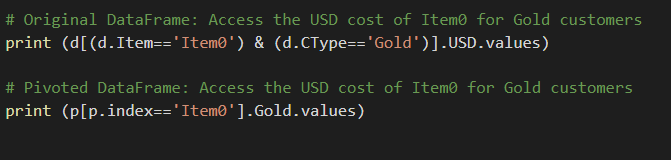 # Original DataFrame: Access the USD cost of Item0 for Gold customers
print (d[(d.Item=='Item0') & (d.CType=='Gold')].USD.values)
# Pivoted DataFrame: Access the USD cost of Item0 for Gold customers
print (p[p.index=='Item0'].Gold.values)